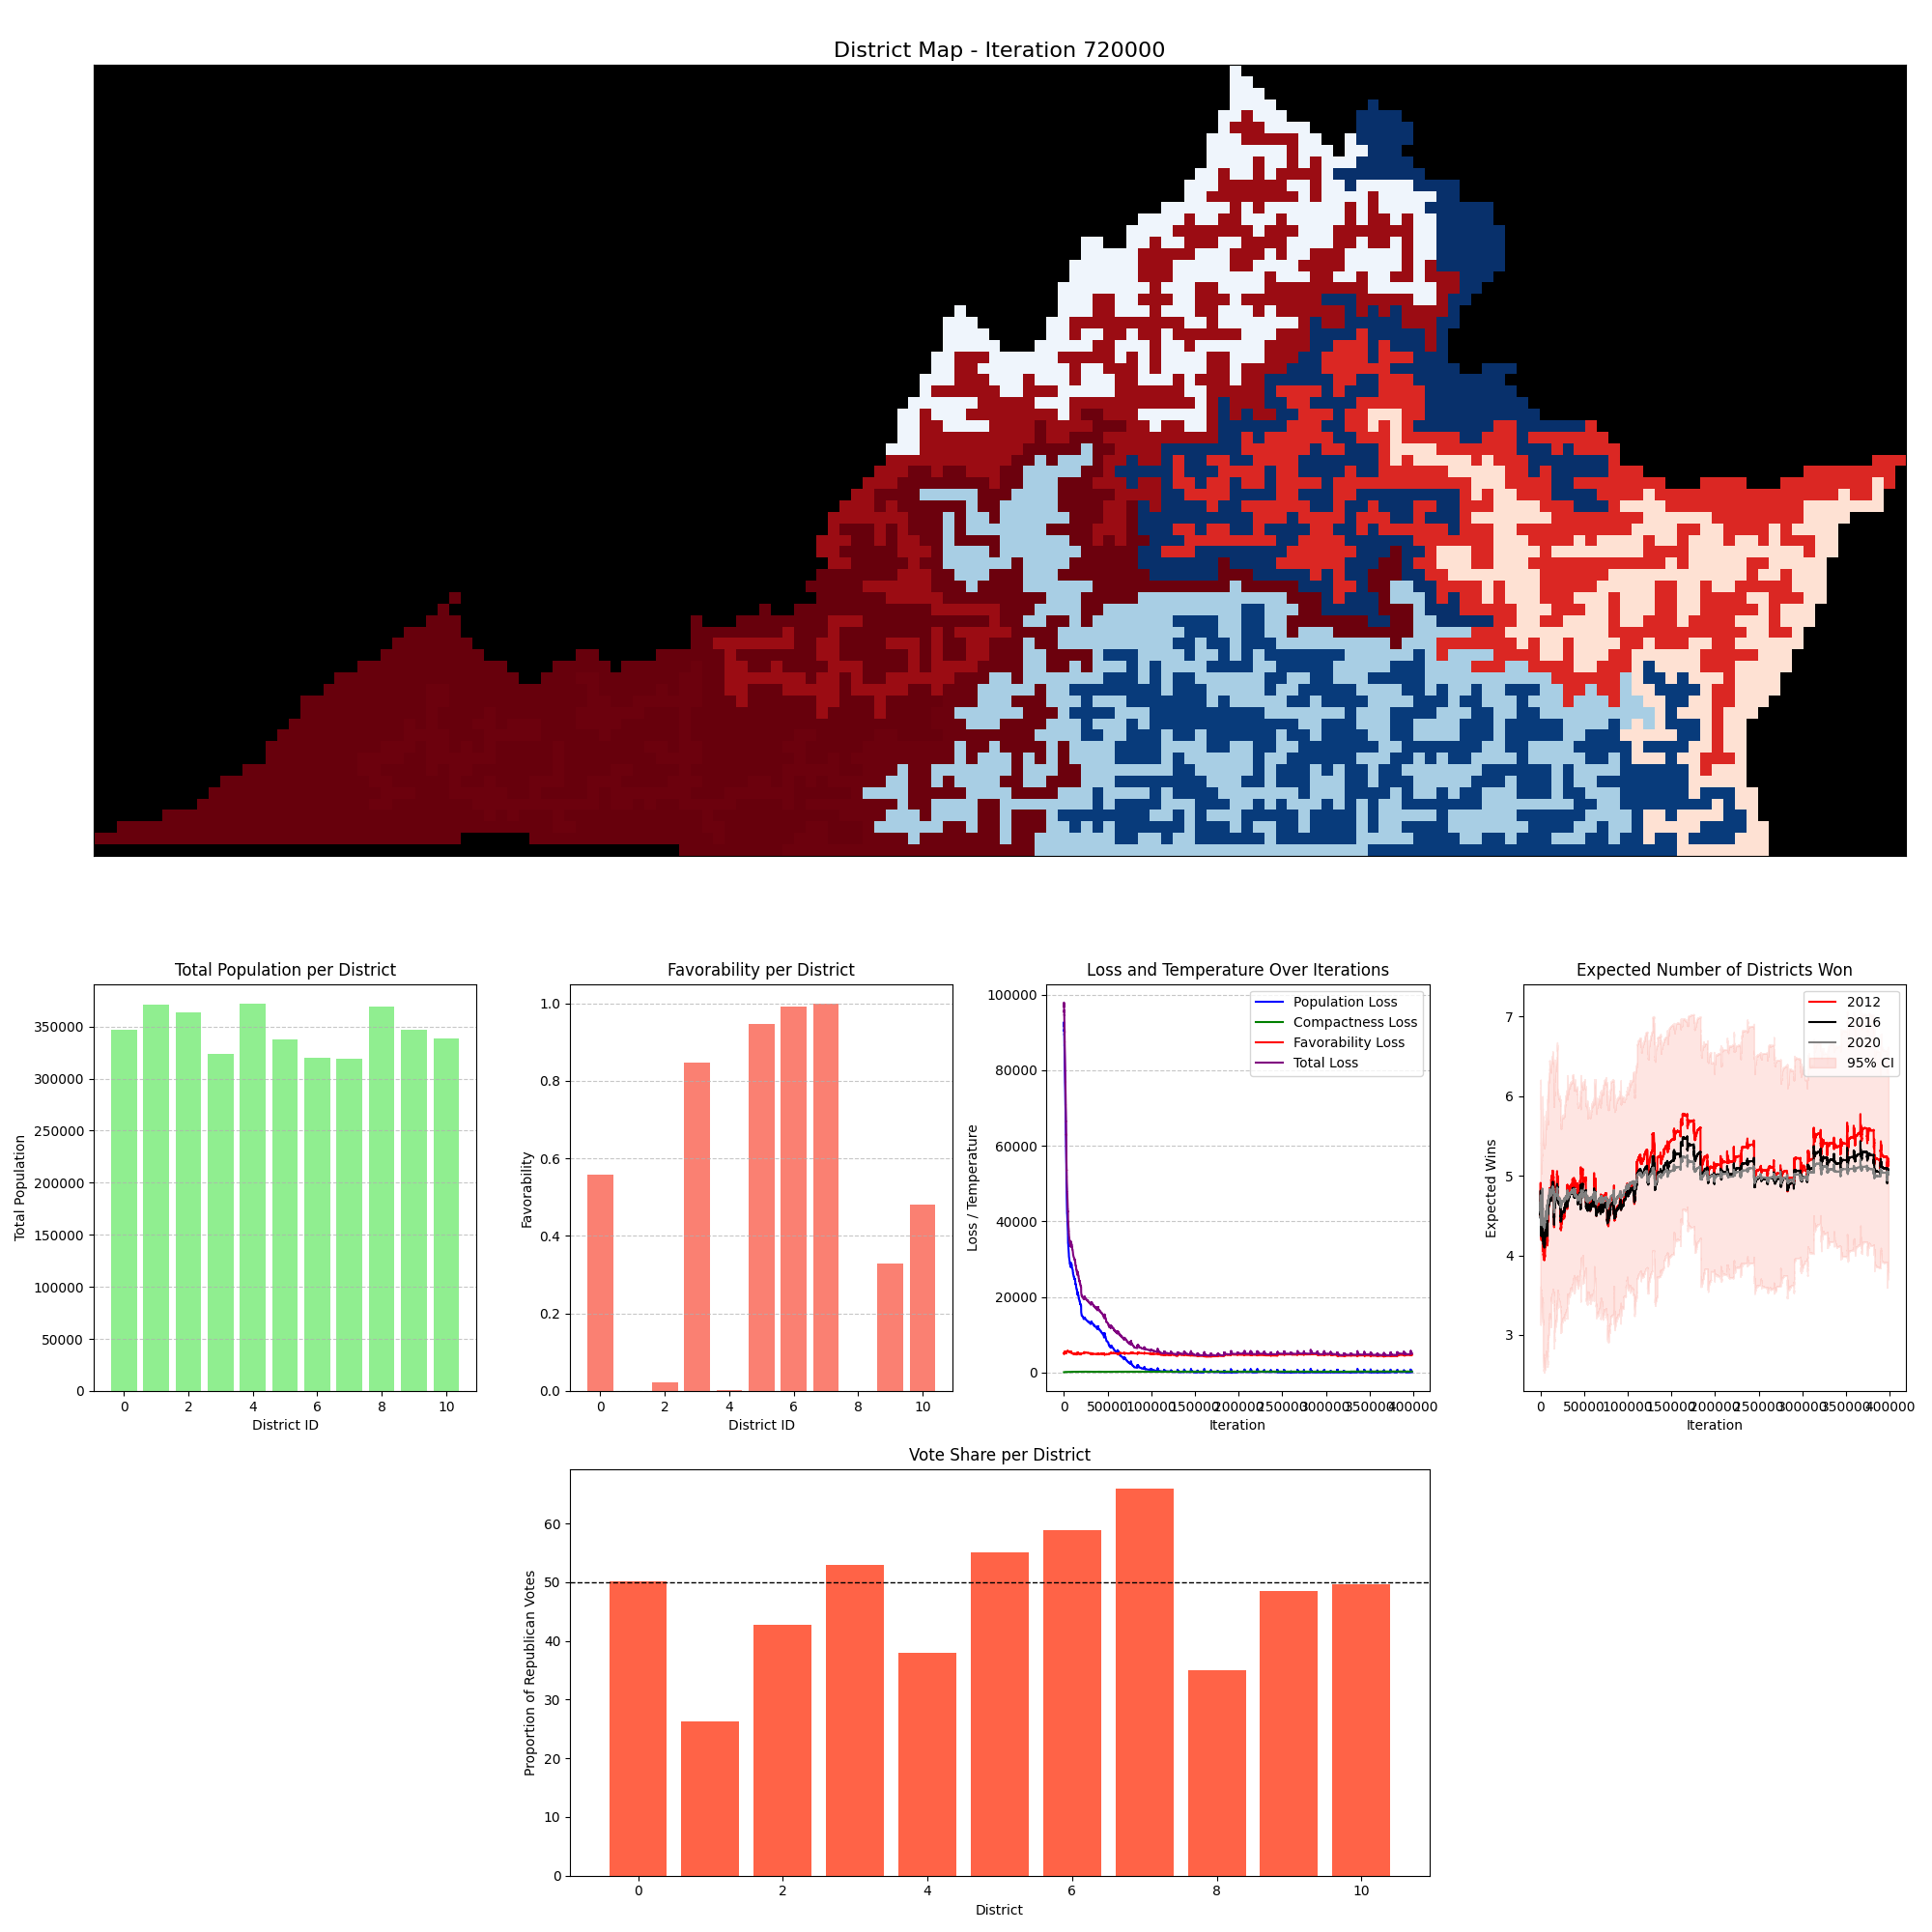 District Map - Iteration 720000
Total Population per District
Total Population
350000
300000
250000
200000
150000
100000
50000
0
0 2 4 6 8 10
District ID
Favorability per District
Favorability
1.0
0.8
0.6
0.4
0.2
0.0
0 2 4 6 8 10
District ID
Loss and Temperature Over Iterations
Loss / Temperature
100000
80000
60000
40000
20000
0
Population Loss
Compactness Loss
Favorability Loss
Total Loss
0 50000 100000 150000 200000 250000 300000 350000 400000
Iteration
Expected Number of Districts Won
Expected Wins
7
6
5
4
3
2012
2016
2020
95% CI
0 50000 100000 150000 200000 250000 300000 350000 400000
Iteration
Vote Share per District
Proportion of Republican Votes
60
50
40
30
20
10
0
0 2 4 6 8 10
District